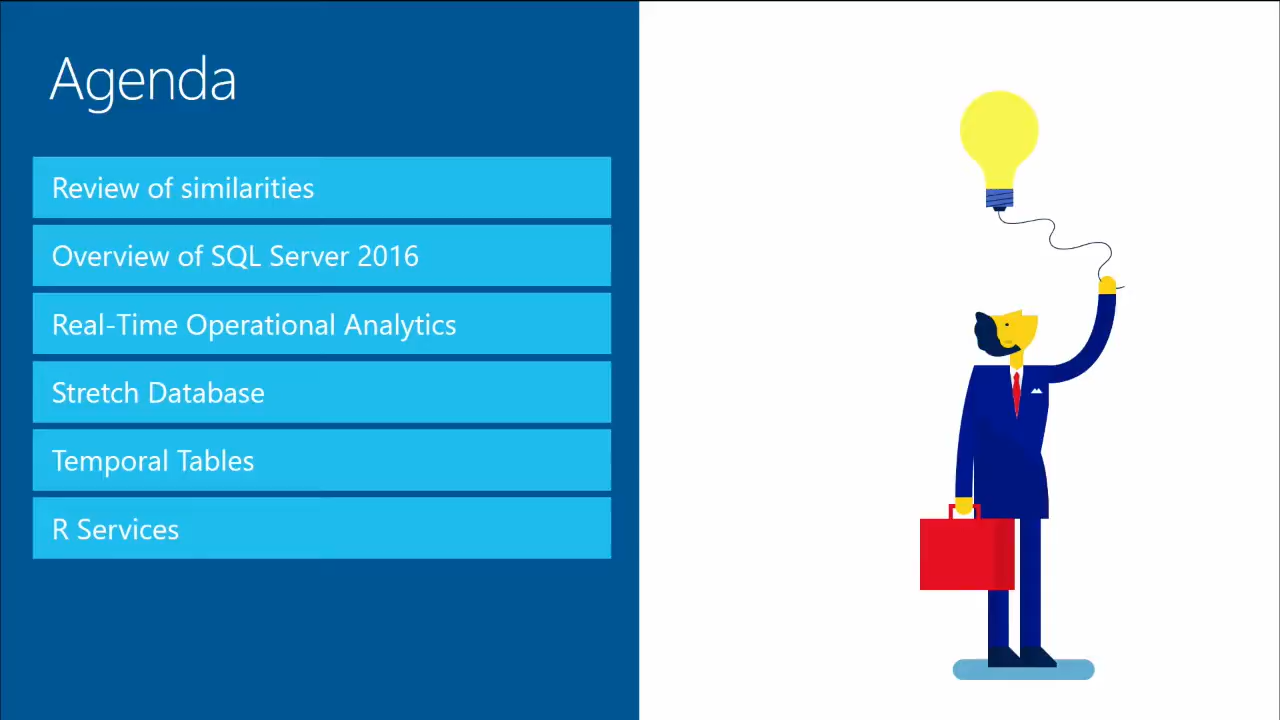 Agenda
Review of similarities
Overview of SQL Server 2016
Real-Time Operational Analytics
Stretch Database
Temporal Tables
R Services